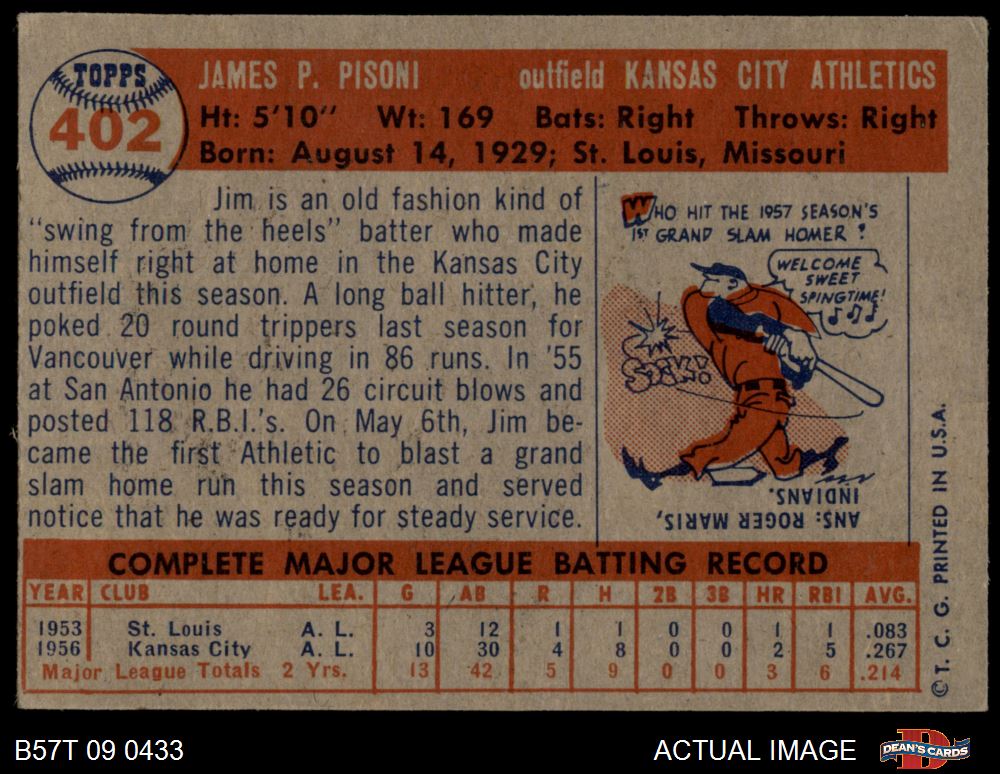 TOPPS
402
JAMES P. PISONI outfield KANSAS CITY ATHLETICS
Ht: 5'10" Wt: 169 Bats: Right Throws: Right
Born: August 14, 1929; St. Louis, Missouri
Jim is an old fashion kind of
"swing from the heels" batter who made
himself right at home in the Kansas City
outfield this season. A long ball hitter, he
poked 20 round trippers last season for
Vancouver while driving in 86 runs. In '55
at San Antonio he had 26 circuit blows and
posted 118 R.B.I.'s. On May 6th, Jim be-
came the first Athletic to blast a grand
slam home run this season and served
notice that he was ready for steady service.
WHO HIT THE 1957 SEASON'S
1ST GRAND SLAM HOMER?
WELCOME
SWEET
SPINGTIME!
ANS: ROGER MARIS,
INDIANS.
COMPLETE MAJOR LEAGUE BATTING RECORD
YEAR CLUB LEA. G AB R H 2B 3B HR RBI AVG.
1953 St. Louis A. L. 3 12 1 1 0 0 1 1 .083
1956 Kansas City A. L. 10 30 4 8 0 0 2 5 .267
Major League Totals 2 Yrs. 13 42 5 9 0 0 3 6 .214
© T. C. G. PRINTED IN U.S.A.
B57T 09 0433 ACTUAL IMAGE DEAN'S CARDS